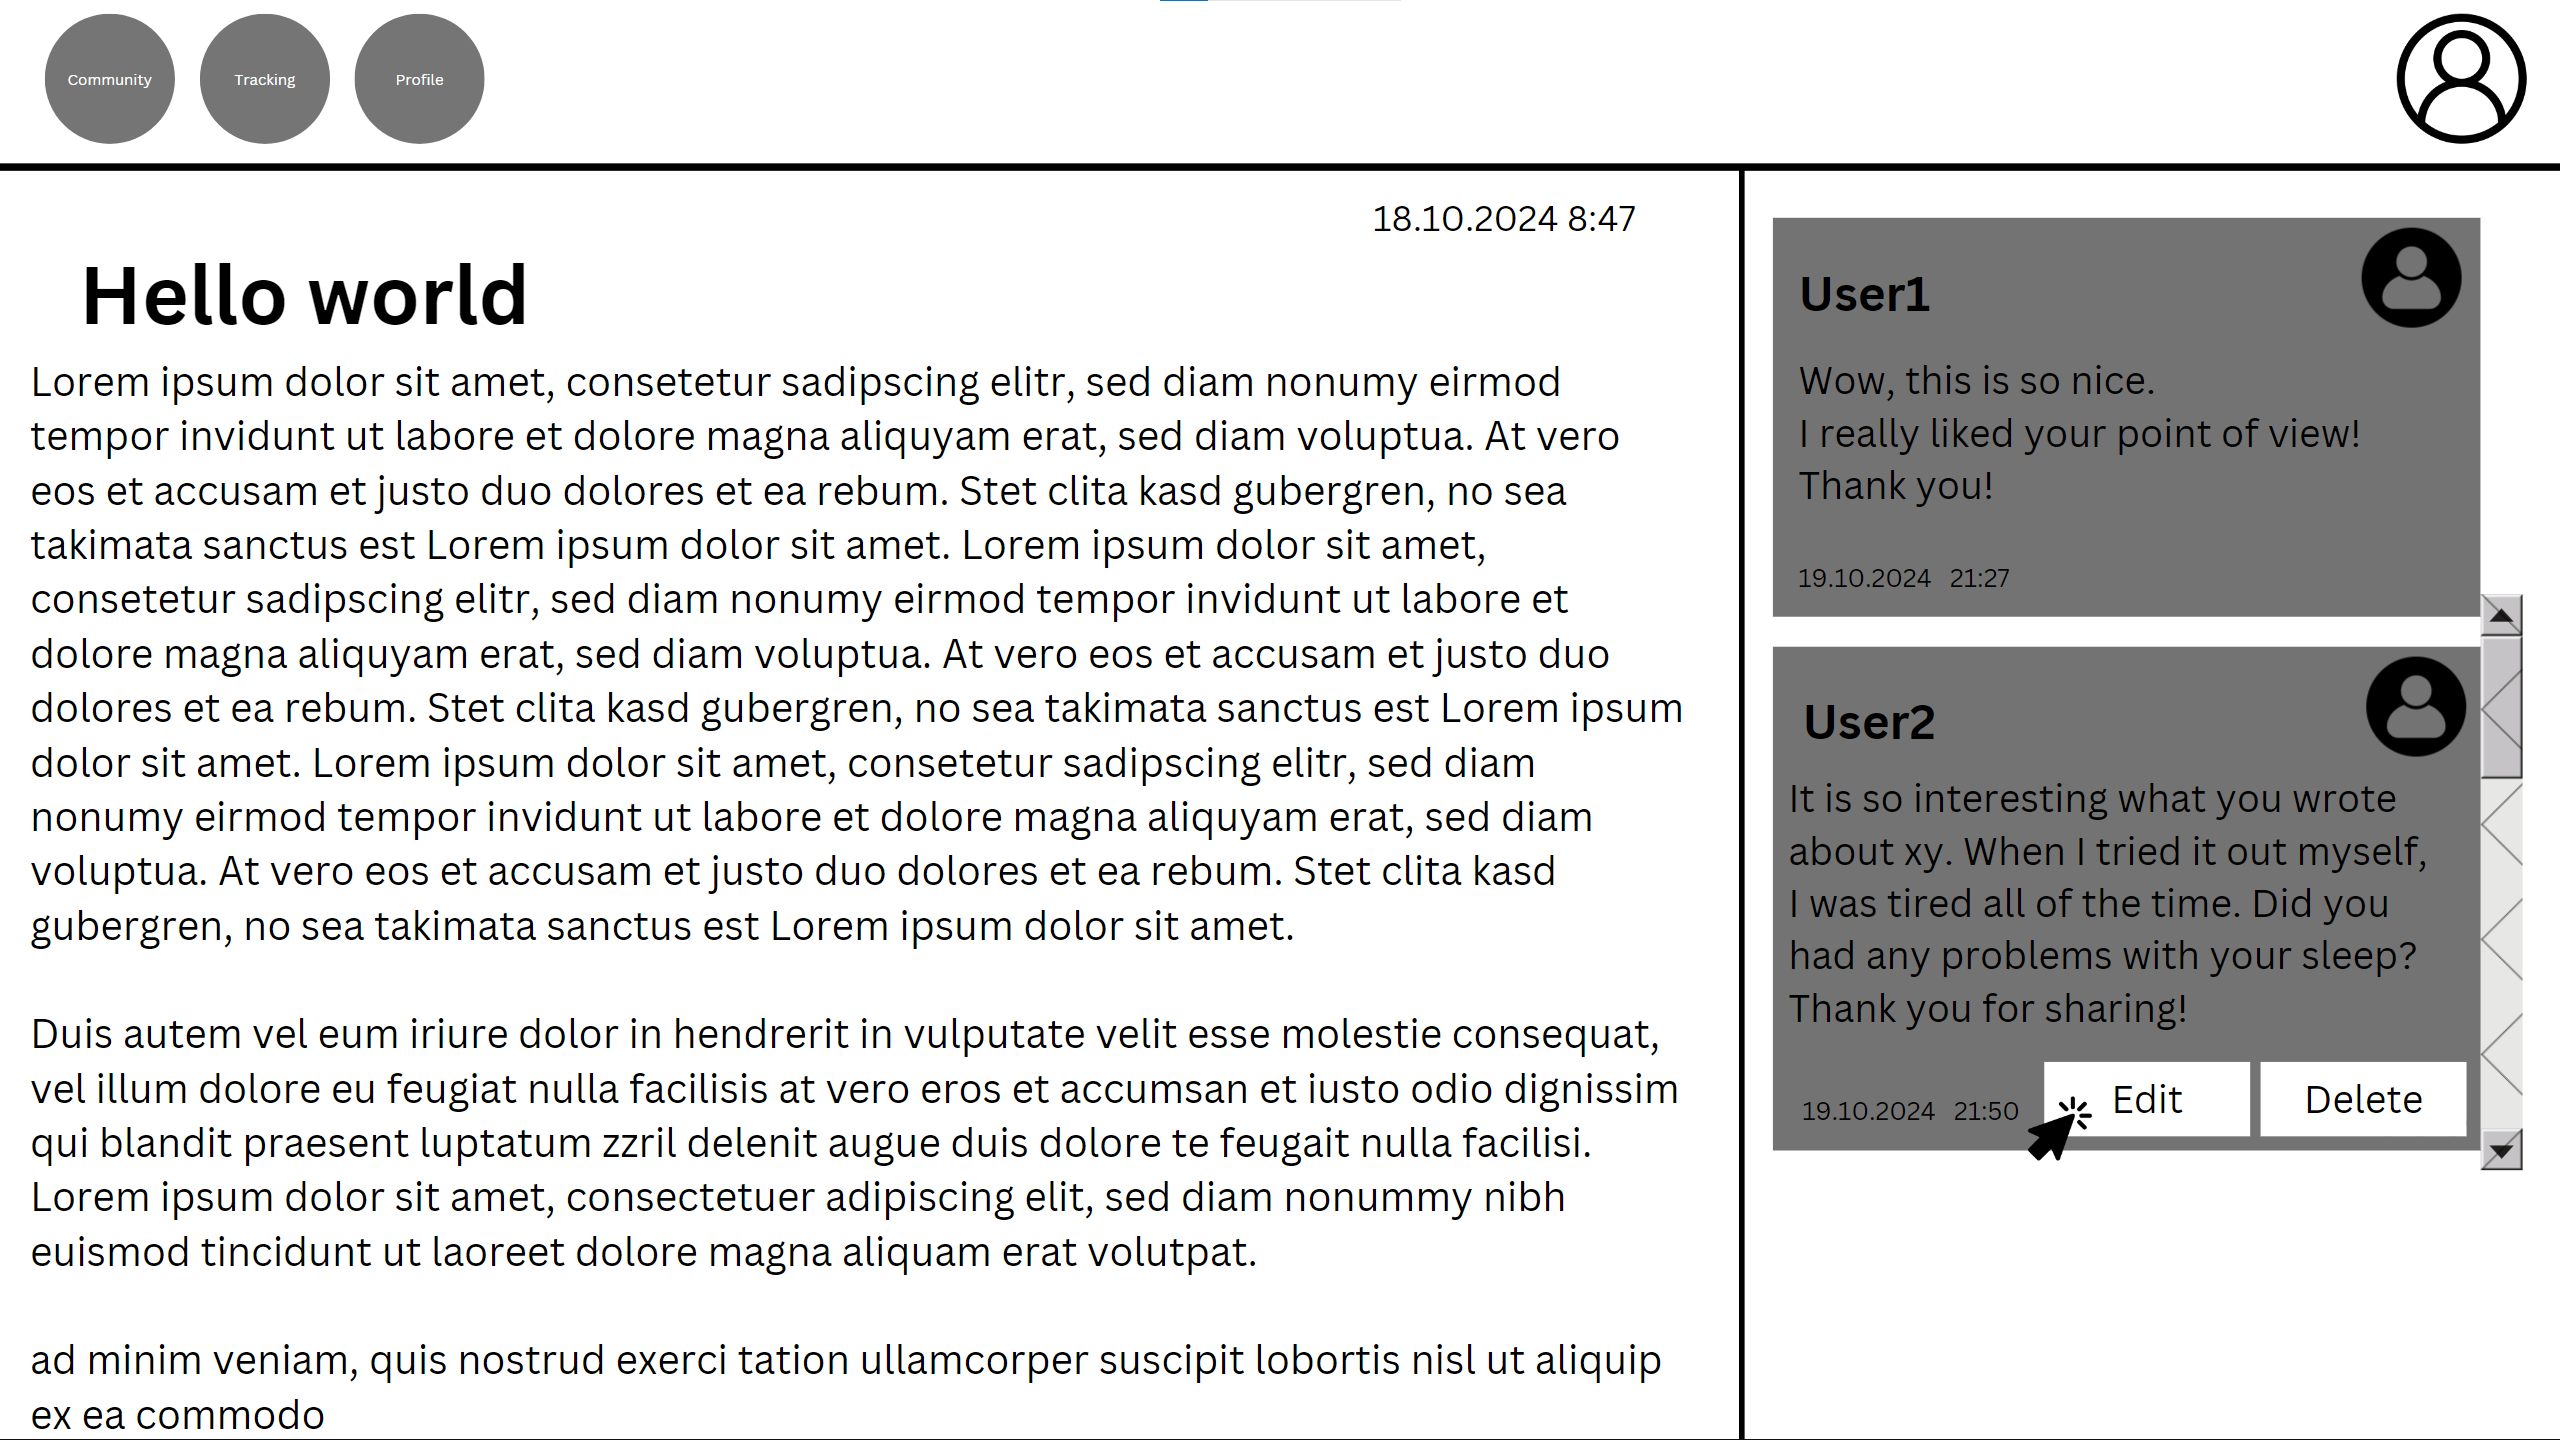 Community
Tracking
Profile
18.10.2024 8:47
Hello world
Lorem ipsum dolor sit amet, consetetur sadipscing elitr, sed diam nonumy eirmod
tempor invidunt ut labore et dolore magna aliquyam erat, sed diam voluptua. At vero
eos et accusam et justo duo dolores et ea rebum. Stet clita kasd gubergren, no sea
takimata sanctus est Lorem ipsum dolor sit amet. Lorem ipsum dolor sit amet,
consetetur sadipscing elitr, sed diam nonumy eirmod tempor invidunt ut labore et
dolore magna aliquyam erat, sed diam voluptua. At vero eos et accusam et justo duo
dolores et ea rebum. Stet clita kasd gubergren, no sea takimata sanctus est Lorem ipsum
dolor sit amet. Lorem ipsum dolor sit amet, consetetur sadipscing elitr, sed diam
nonumy eirmod tempor invidunt ut labore et dolore magna aliquyam erat, sed diam
voluptua. At vero eos et accusam et justo duo dolores et ea rebum. Stet clita kasd
gubergren, no sea takimata sanctus est Lorem ipsum dolor sit amet.
Duis autem vel eum iriure dolor in hendrerit in vulputate velit esse molestie consequat,
vel illum dolore eu feugiat nulla facilisis at vero eros et accumsan et iusto odio dignissim
qui blandit praesent luptatum zzril delenit augue duis dolore te feugait nulla facilisi.
Lorem ipsum dolor sit amet, consectetuer adipiscing elit, sed diam nonummy nibh
euismod tincidunt ut laoreet dolore magna aliquam erat volutpat.
ad minim veniam, quis nostrud exerci tation ullamcorper suscipit lobortis nisl ut aliquip
ex ea commodo
User1
Wow, this is so nice.
I really liked your point of view!
Thank you!
19.10.2024 21:27
User2
It is so interesting what you wrote
about xy. When I tried it out myself,
I was tired all of the time. Did you
had any problems with your sleep?
Thank you for sharing!
19.10.2024 21:50
Edit
Delete